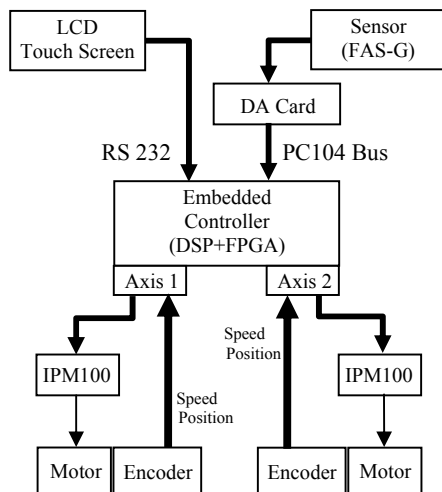 LCD
Touch Screen
Sensor
(FAS-G)
DA Card
RS 232
PC104 Bus
Embedded
Controller
(DSP+FPGA)
Axis 1
Axis 2
Speed
Position
IPM100
IPM100
Speed
Position
Motor
Encoder
Encoder
Motor